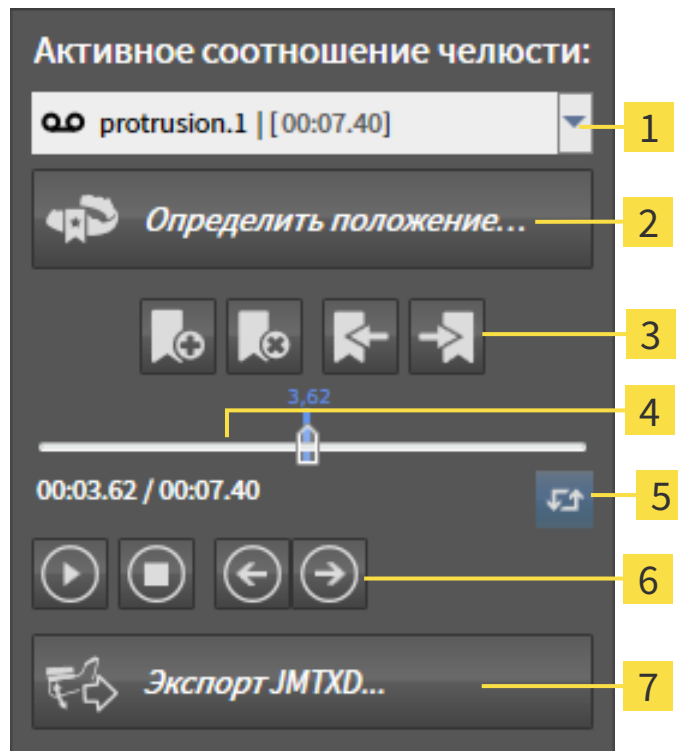 Активное соотношение челюсти:
protrusion.1 | [ 00:07.40]
1
Определить положение...
2
3
3,62
4
00:03.62 / 00:07.40
5
6
Экспорт JMTXD...
7